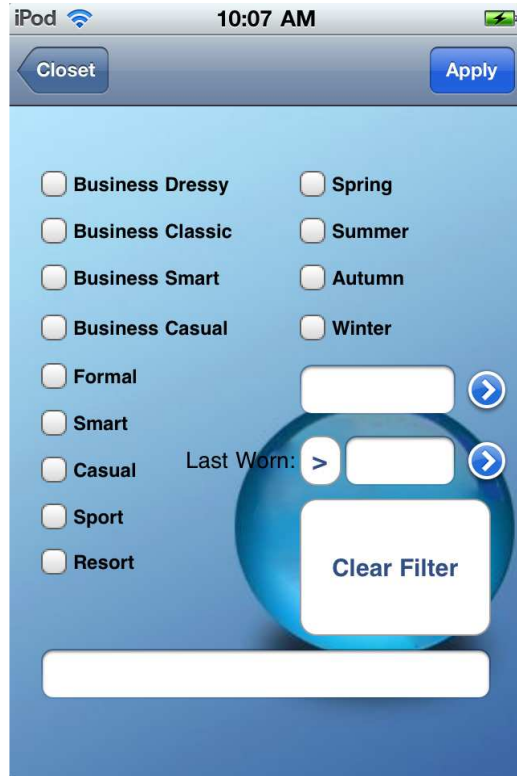 iPod 10:07 AM
Closet Apply
Business Dressy
Business Classic
Business Smart
Business Casual
Formal
Smart
Casual
Sport
Resort
Spring
Summer
Autumn
Winter
Last Worn: >
Clear Filter